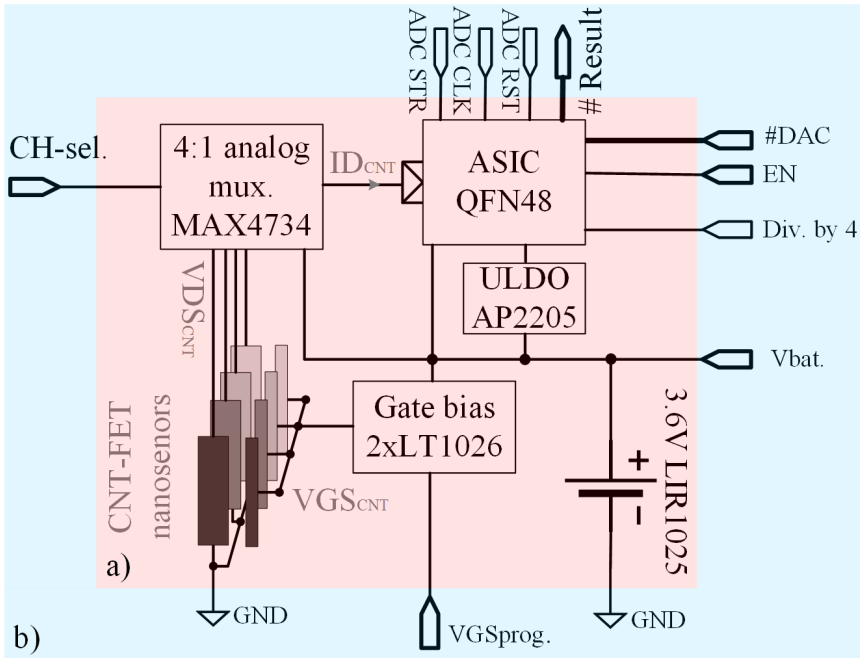 ADC STR
ADC CLK
ADC RST
# Result
CH-sel.
4:1 analog
mux.
MAX4734
IDCNT
ASIC
QFN48
#DAC
EN
Div. by 4
VDSCNT
ULDO
AP2205
Vbat.
CNT-FET
nanosenors
Gate bias
2xLT1026
VGSCNT
+
−
3.6V LIR1025
a)
GND
GND
b)
VGSprog.